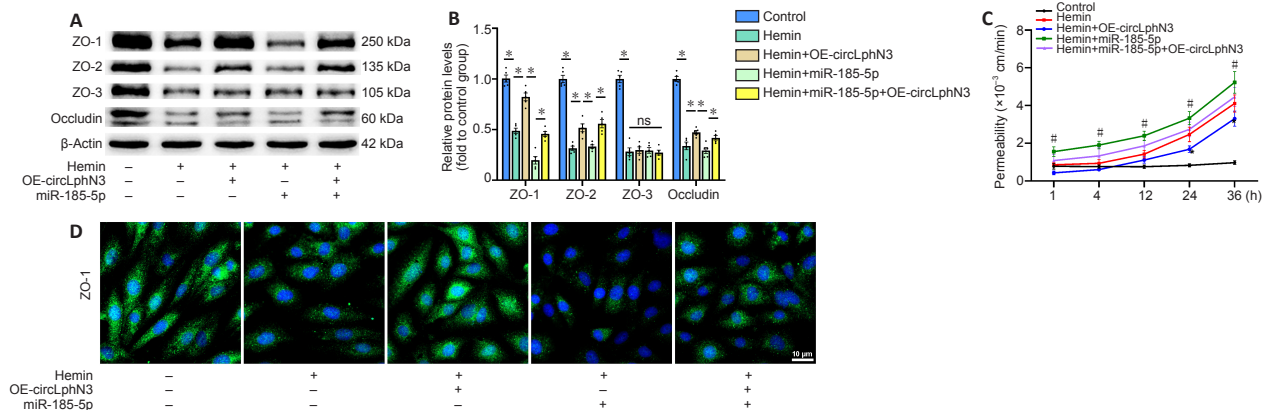 A
ZO-1 250 kDa
ZO-2 135 kDa
ZO-3 105 kDa
Occludin 60 kDa
β-Actin 42 kDa
Hemin – + + + +
OE-circLphN3 – – + – +
miR-185-5p – – – + +
B
Relative protein levels
(fold to control group)
1.5
1.0
0.5
0
* * * * * * * * * ns * * * *
ZO-1 ZO-2 ZO-3 Occludin
Control
Hemin
Hemin+OE-circLphN3
Hemin+miR-185-5p
Hemin+miR-185-5p+OE-circLphN3
C
Control
Hemin
Hemin+OE-circLphN3
Hemin+miR-185-5p
Hemin+miR-185-5p+OE-circLphN3
Permeability (×10⁻³ cm/min)
8
6
4
2
0
# # # # #
1 4 12 24 36 (h)
D
ZO-1
10 μm
Hemin – + + + +
OE-circLphN3 – – + – +
miR-185-5p – – – + +